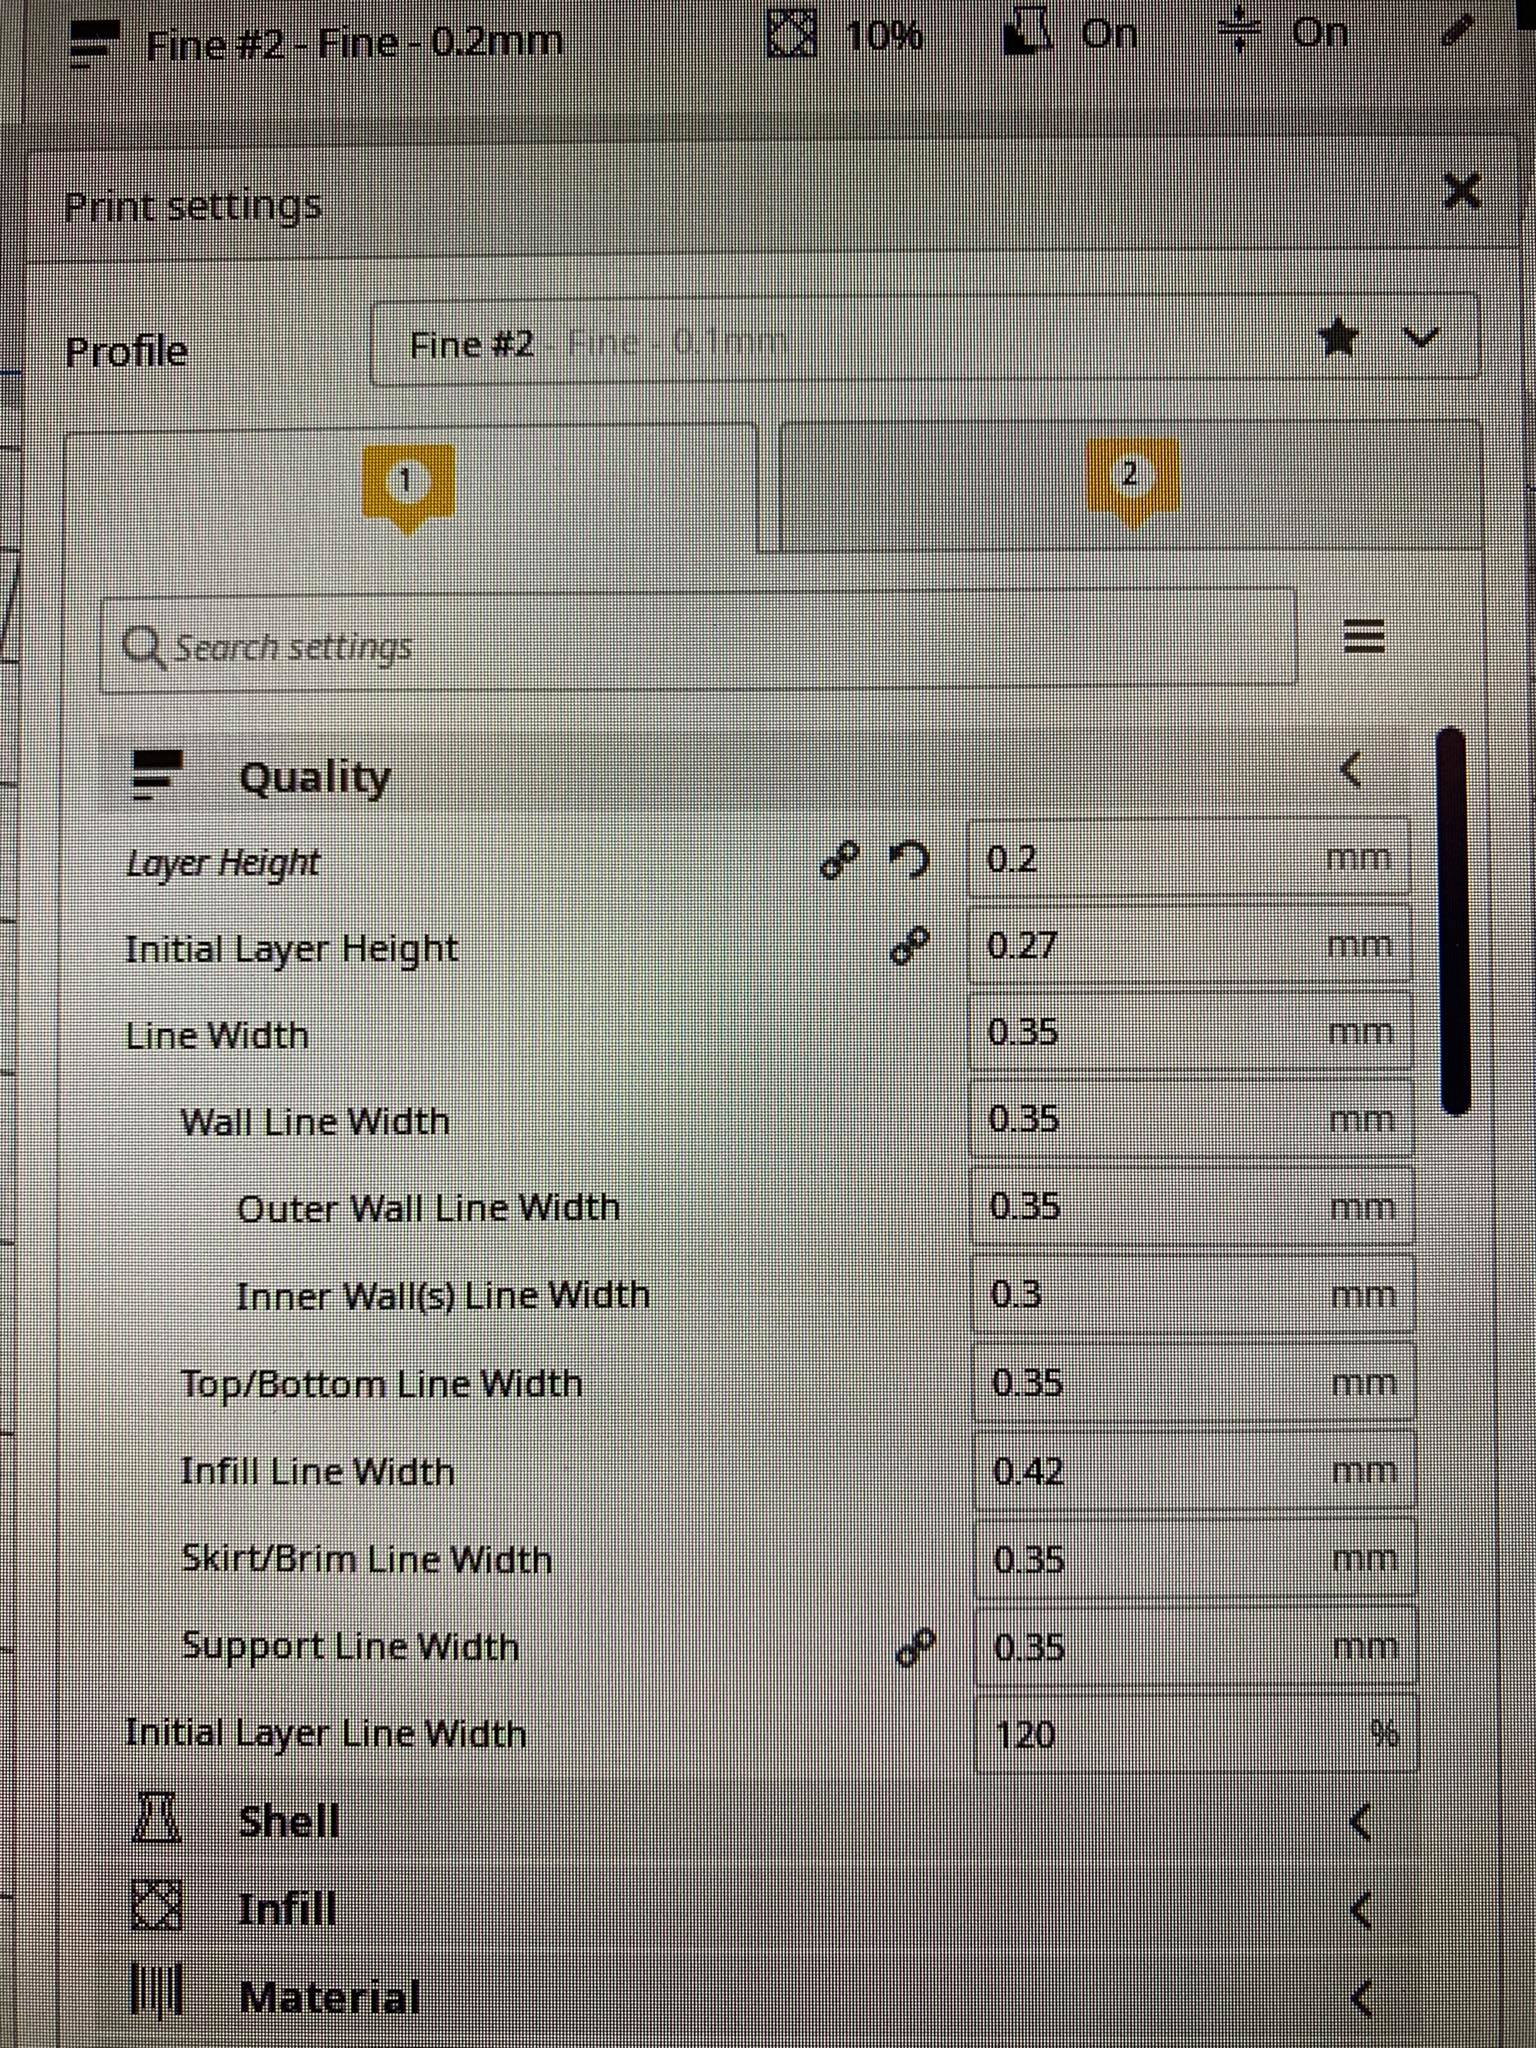 Fine #2 - Fine - 0.2mm 10% On On
Print settings
Profile Fine #2 - Fine - 0.1mm
1 2
Search settings
Quality
Layer Height 0.2 mm
Initial Layer Height 0.27 mm
Line Width 0.35 mm
Wall Line Width 0.35 mm
Outer Wall Line Width 0.35 mm
Inner Wall(s) Line Width 0.3 mm
Top/Bottom Line Width 0.35 mm
Infill Line Width 0.42 mm
Skirt/Brim Line Width 0.35 mm
Support Line Width 0.35 mm
Initial Layer Line Width 120 %
Shell
Infill
Material